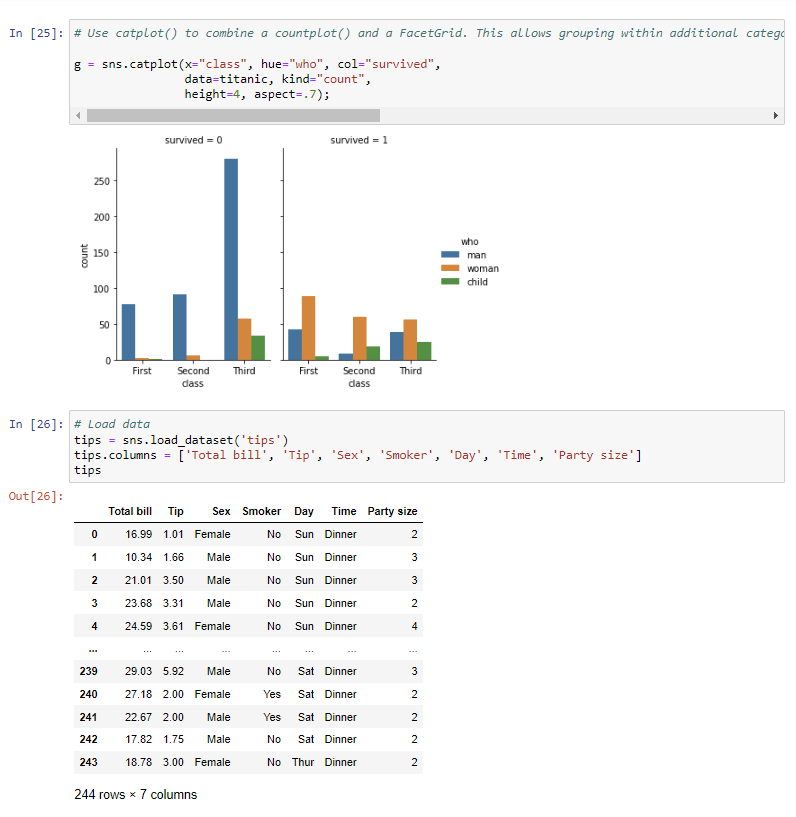 In [25]: # Use catplot() to combine a countplot() and a FacetGrid. This allows grouping within additional catego
g = sns.catplot(x="class", hue="who", col="survived",
data=titanic, kind="count",
height=4, aspect=.7);
survived = 0 survived = 1
250
200
150
100
50
0
count
First Second Third First Second Third
class class
who
man
woman
child
In [26]: # Load data
tips = sns.load_dataset('tips')
tips.columns = ['Total bill', 'Tip', 'Sex', 'Smoker', 'Day', 'Time', 'Party size']
tips
Out[26]:
Total bill Tip Sex Smoker Day Time Party size
0 16.99 1.01 Female No Sun Dinner 2
1 10.34 1.66 Male No Sun Dinner 3
2 21.01 3.50 Male No Sun Dinner 3
3 23.68 3.31 Male No Sun Dinner 2
4 24.59 3.61 Female No Sun Dinner 4
... ... ... ... ... ... ... ...
239 29.03 5.92 Male No Sat Dinner 3
240 27.18 2.00 Female Yes Sat Dinner 2
241 22.67 2.00 Male Yes Sat Dinner 2
242 17.82 1.75 Male No Sat Dinner 2
243 18.78 3.00 Female No Thur Dinner 2
244 rows × 7 columns